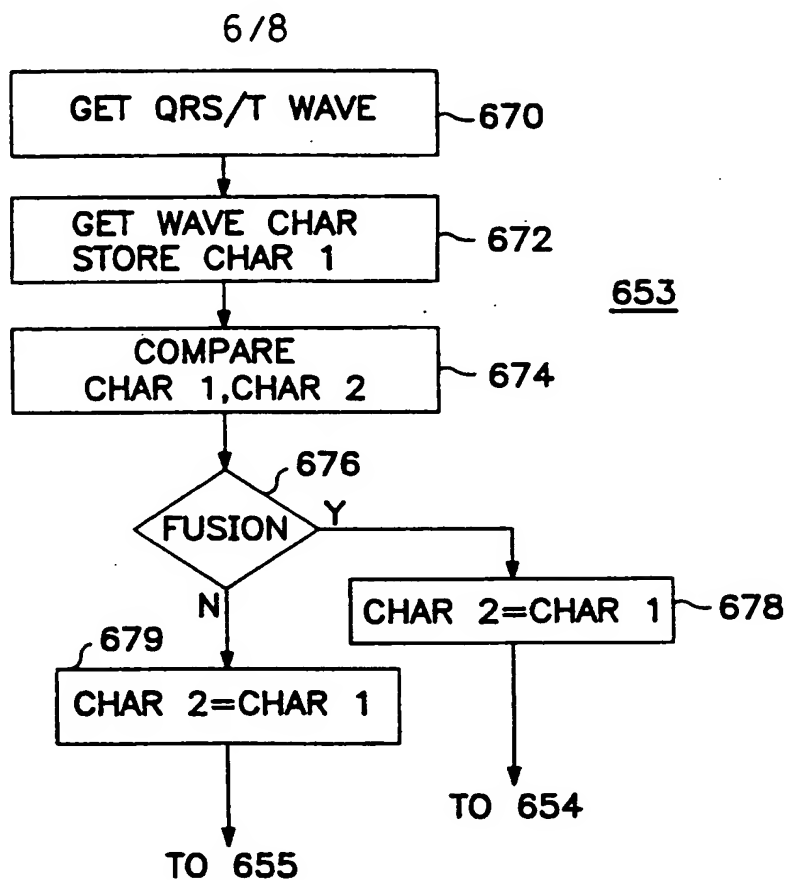 6/8
GET QRS/T WAVE
670
GET WAVE CHAR
STORE CHAR 1
672
653
COMPARE
CHAR 1,CHAR 2
674
676
FUSION
Y
N
CHAR 2=CHAR 1
678
679
CHAR 2=CHAR 1
TO 654
TO 655